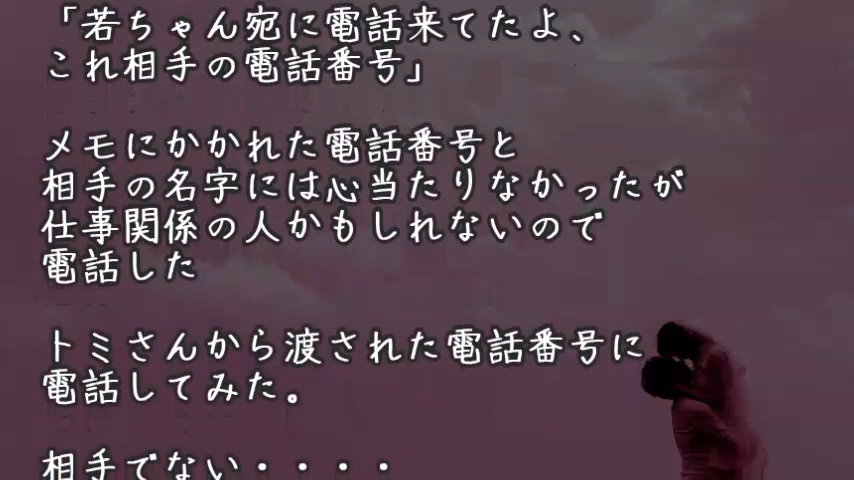 「若ちゃん宛に電話来てたよ、
これ相手の電話番号」
メモにかかれた電話番号と
相手の名字には心当たりなかったが
仕事関係の人かもしれないので
電話した
トミさんから渡された電話番号に
電話してみた。
相手でない・・・・